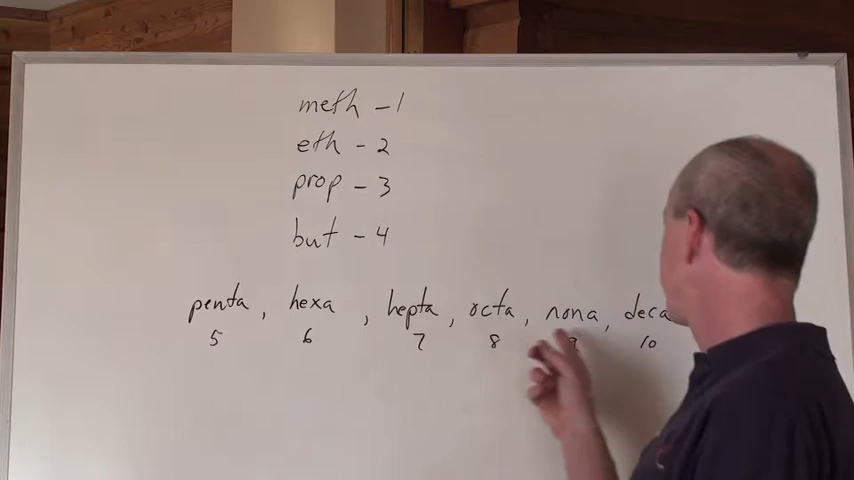 meth - 1
eth - 2
prop - 3
but - 4
penta, hexa, hepta, octa, nona, deca
5 6 7 8 9 10